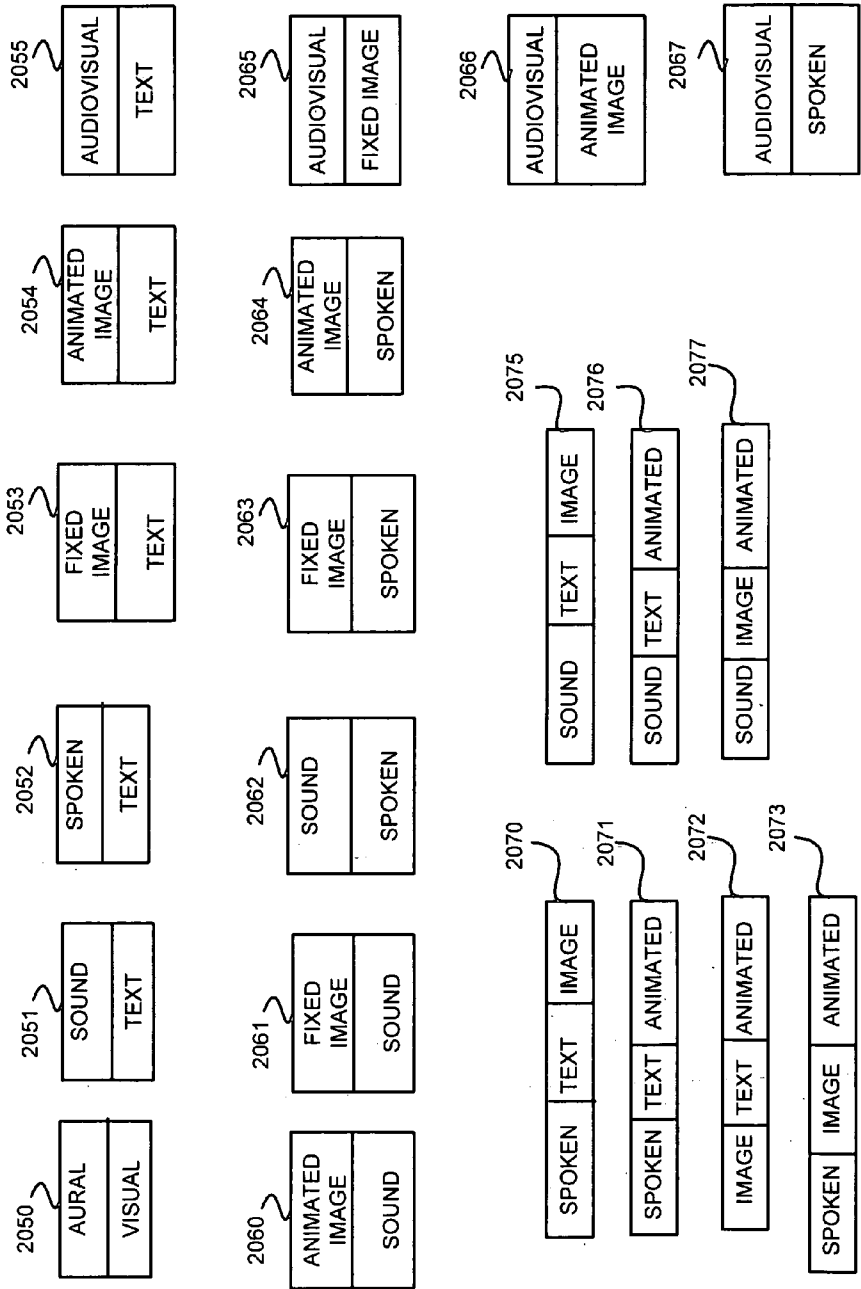 2050
AURAL
VISUAL
2051
SOUND
TEXT
2052
SPOKEN
TEXT
2053
FIXED
IMAGE
TEXT
2054
ANIMATED
IMAGE
TEXT
2055
AUDIOVISUAL
TEXT
2060
ANIMATED
IMAGE
SOUND
2061
FIXED
IMAGE
SOUND
2062
SOUND
SPOKEN
2063
FIXED
IMAGE
SPOKEN
2064
ANIMATED
IMAGE
SPOKEN
2065
AUDIOVISUAL
FIXED IMAGE
2066
AUDIOVISUAL
ANIMATED
IMAGE
2067
AUDIOVISUAL
SPOKEN
2070
SPOKEN TEXT IMAGE
2071
SPOKEN TEXT ANIMATED
2072
IMAGE TEXT ANIMATED
2073
SPOKEN IMAGE ANIMATED
2075
SOUND TEXT IMAGE
2076
SOUND TEXT ANIMATED
2077
SOUND IMAGE ANIMATED